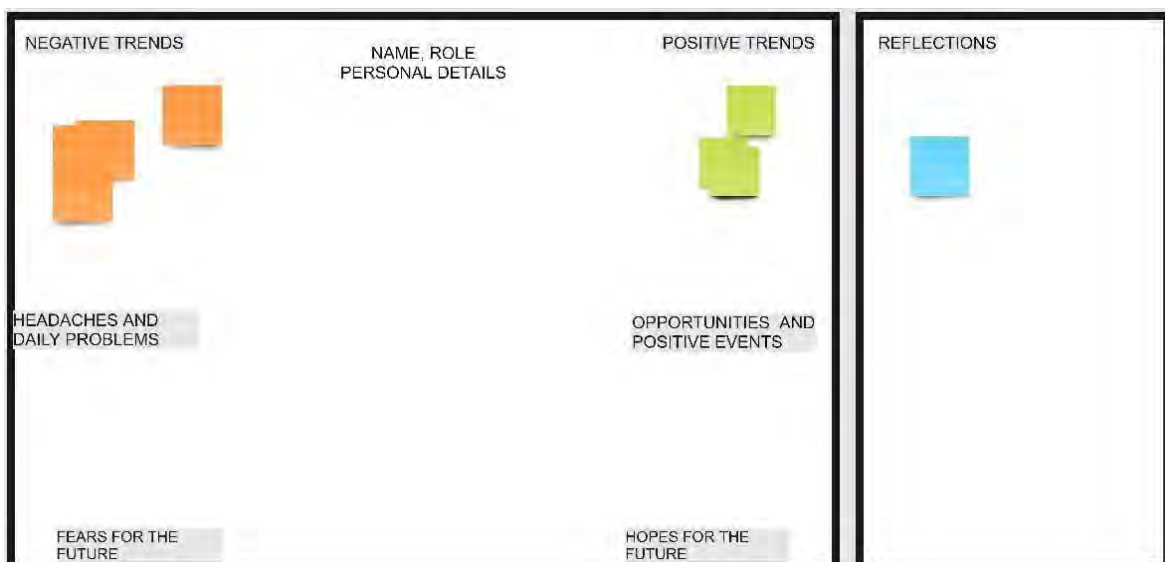 NEGATIVE TRENDS
NAME, ROLE
PERSONAL DETAILS
POSITIVE TRENDS
REFLECTIONS
HEADACHES AND
DAILY PROBLEMS
OPPORTUNITIES AND
POSITIVE EVENTS
FEARS FOR THE
FUTURE
HOPES FOR THE
FUTURE